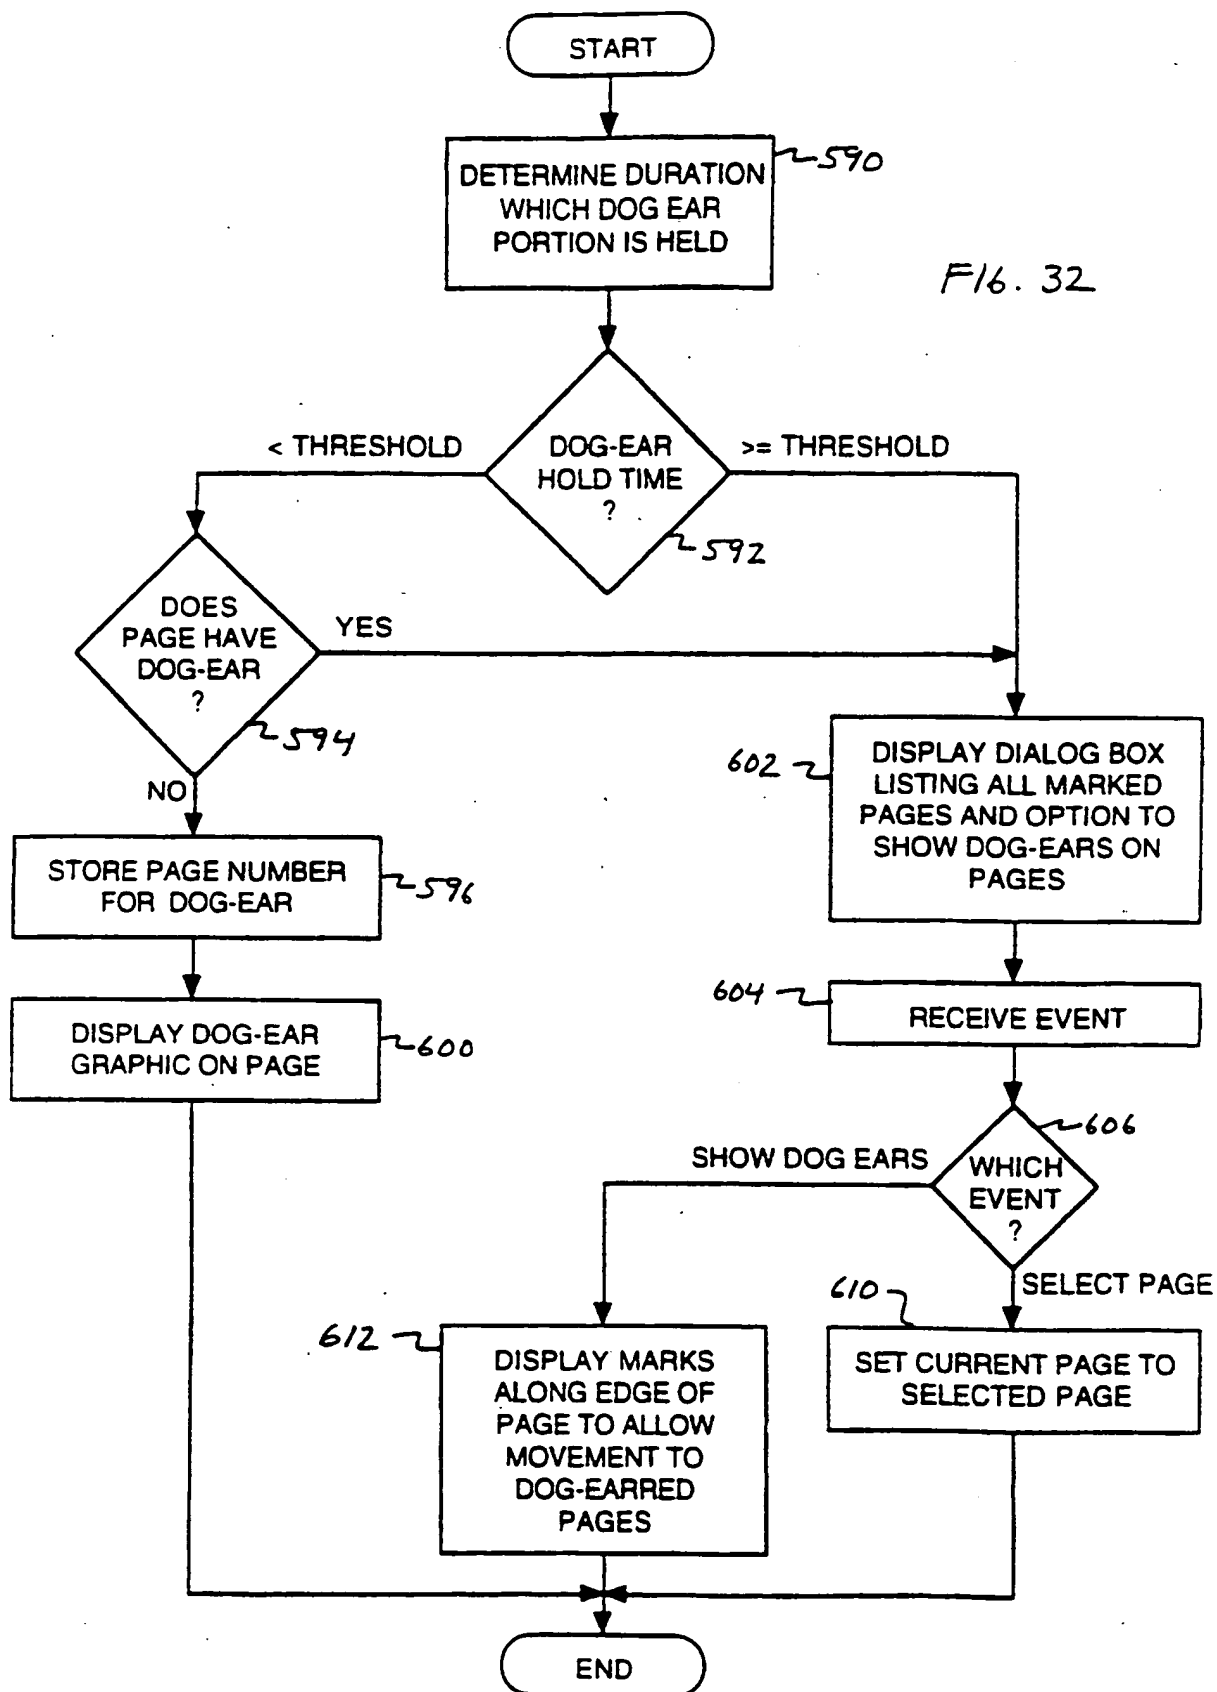 START
DETERMINE DURATION
WHICH DOG EAR
PORTION IS HELD
590
FIG. 32
< THRESHOLD
DOG-EAR
HOLD TIME
?
>= THRESHOLD
592
DOES
PAGE HAVE
DOG-EAR
?
YES
594
NO
602
DISPLAY DIALOG BOX
LISTING ALL MARKED
PAGES AND OPTION TO
SHOW DOG-EARS ON
PAGES
STORE PAGE NUMBER
FOR DOG-EAR
596
604
RECEIVE EVENT
DISPLAY DOG-EAR
GRAPHIC ON PAGE
600
606
SHOW DOG EARS
WHICH
EVENT
?
SELECT PAGE
610
612
DISPLAY MARKS
ALONG EDGE OF
PAGE TO ALLOW
MOVEMENT TO
DOG-EARRED
PAGES
SET CURRENT PAGE TO
SELECTED PAGE
END